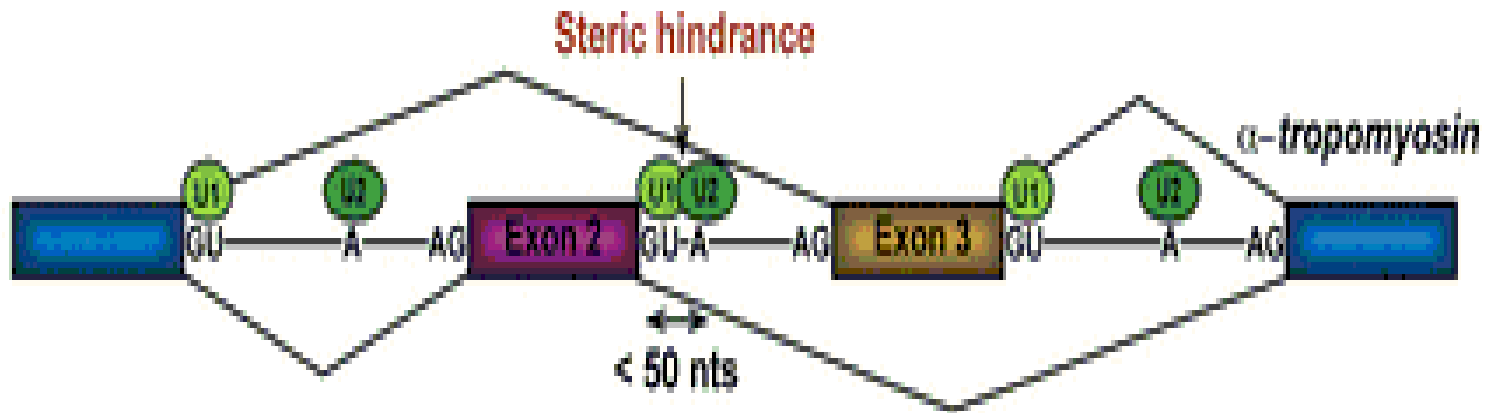 Steric hindrance
α-tropomyosin
U1 U2 U1 U2 U1 U2
GU A AG Exon 2 GU-A AG Exon 3 GU A AG
< 50 nts